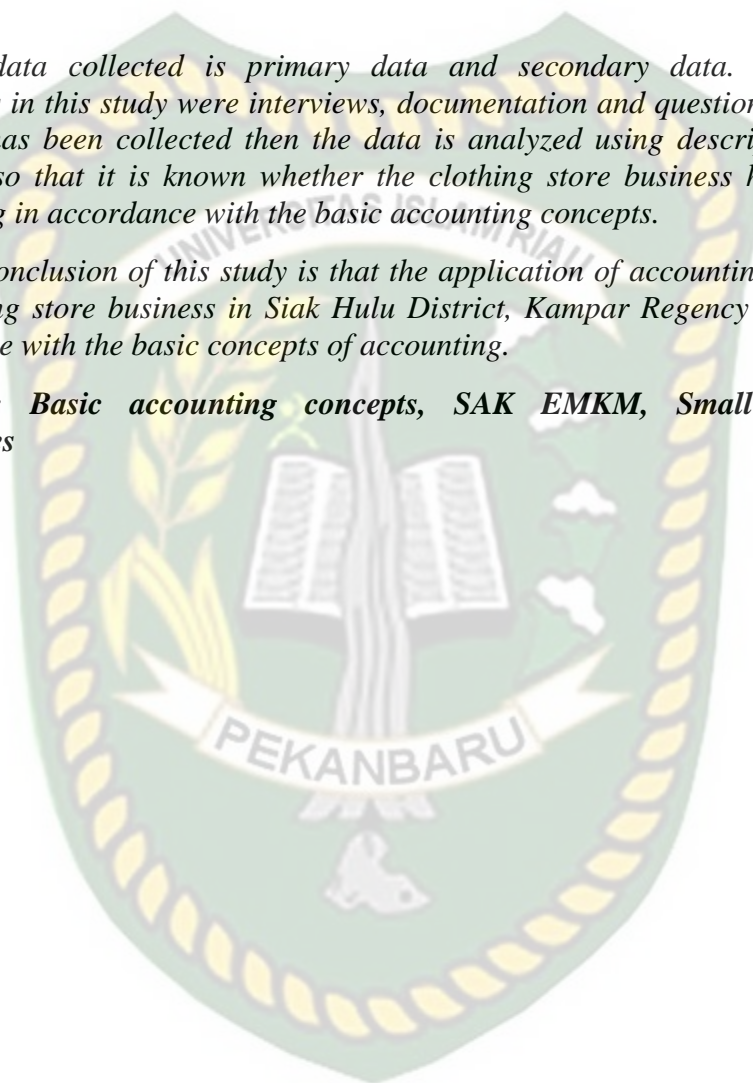 data collected is primary data and secondary data.
in this study were interviews, documentation and question
has been collected then the data is analyzed using descri
so that it is known whether the clothing store business h
in accordance with the basic accounting concepts.
UNIVERSITAS ISLAM RIAU
onclusion of this study is that the application of accountin
ng store business in Siak Hulu District, Kampar Regency
e with the basic concepts of accounting.
Basic accounting concepts, SAK EMKM, Small
es
PEKANBARU